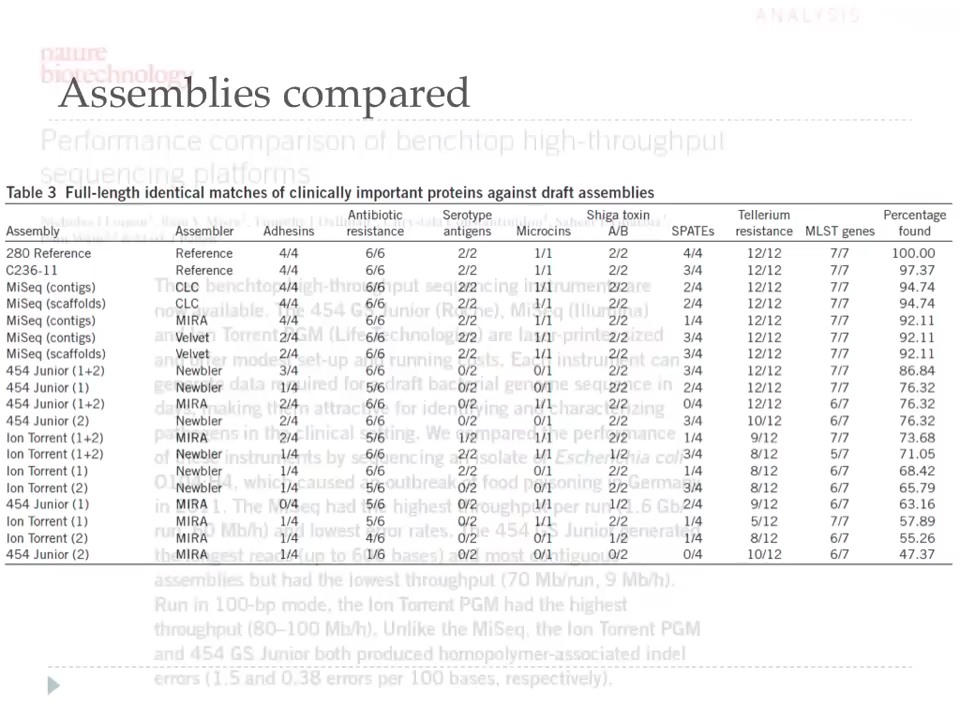 ANALYSIS
nature
biotechnology
Assemblies compared
Performance comparison of benchtop high-throughput
sequencing platforms
Table 3 Full-length identical matches of clinically important proteins against draft assemblies
Assembly Assembler Adhesins Antibiotic resistance Serotype antigens Microcins Shiga toxin A/B SPATEs Tellerium resistance MLST genes Percentage found
280 Reference Reference 4/4 6/6 2/2 1/1 2/2 4/4 12/12 7/7 100.00
C236-11 Reference 4/4 6/6 2/2 1/1 2/2 3/4 12/12 7/7 97.37
MiSeq (contigs) CLC 4/4 6/6 2/2 1/1 2/2 2/4 12/12 7/7 94.74
MiSeq (scaffolds) CLC 4/4 6/6 2/2 1/1 2/2 2/4 12/12 7/7 94.74
MiSeq (contigs) MIRA 4/4 6/6 2/2 1/1 2/2 1/4 12/12 7/7 92.11
MiSeq (contigs) Velvet 2/4 6/6 2/2 1/1 2/2 3/4 12/12 7/7 92.11
MiSeq (scaffolds) Velvet 2/4 6/6 2/2 1/1 2/2 3/4 12/12 7/7 92.11
454 Junior (1+2) Newbler 3/4 6/6 0/2 0/1 2/2 3/4 12/12 7/7 86.84
454 Junior (1) Newbler 1/4 5/6 0/2 0/1 2/2 2/4 12/12 7/7 76.32
454 Junior (1+2) MIRA 2/4 6/6 0/2 1/1 2/2 0/4 12/12 6/7 76.32
454 Junior (2) Newbler 2/4 6/6 0/2 0/1 2/2 3/4 10/12 6/7 76.32
Ion Torrent (1+2) MIRA 2/4 5/6 1/2 1/1 2/2 1/4 9/12 7/7 73.68
Ion Torrent (1+2) Newbler 1/4 6/6 2/2 1/1 1/2 3/4 8/12 5/7 71.05
Ion Torrent (1) Newbler 1/4 6/6 2/2 0/1 2/2 1/4 8/12 6/7 68.42
Ion Torrent (2) Newbler 1/4 5/6 0/2 0/1 2/2 3/4 8/12 6/7 65.79
454 Junior (1) MIRA 0/4 5/6 0/2 1/1 1/2 2/4 9/12 6/7 63.16
Ion Torrent (1) MIRA 1/4 5/6 0/2 1/1 2/2 1/4 5/12 7/7 57.89
Ion Torrent (2) MIRA 1/4 4/6 0/2 0/1 1/2 1/4 8/12 6/7 55.26
454 Junior (2) MIRA 1/4 1/6 0/2 0/1 0/2 0/4 10/12 6/7 47.37
the longest reads (up to 600 bases) and most contiguous
assemblies but had the lowest throughput (70 Mb/run, 9 Mb/h).
Run in 100-bp mode, the Ion Torrent PGM had the highest
throughput (80–100 Mb/h). Unlike the MiSeq, the Ion Torrent PGM
and 454 GS Junior both produced homopolymer-associated indel
errors (1.5 and 0.38 errors per 100 bases, respectively).